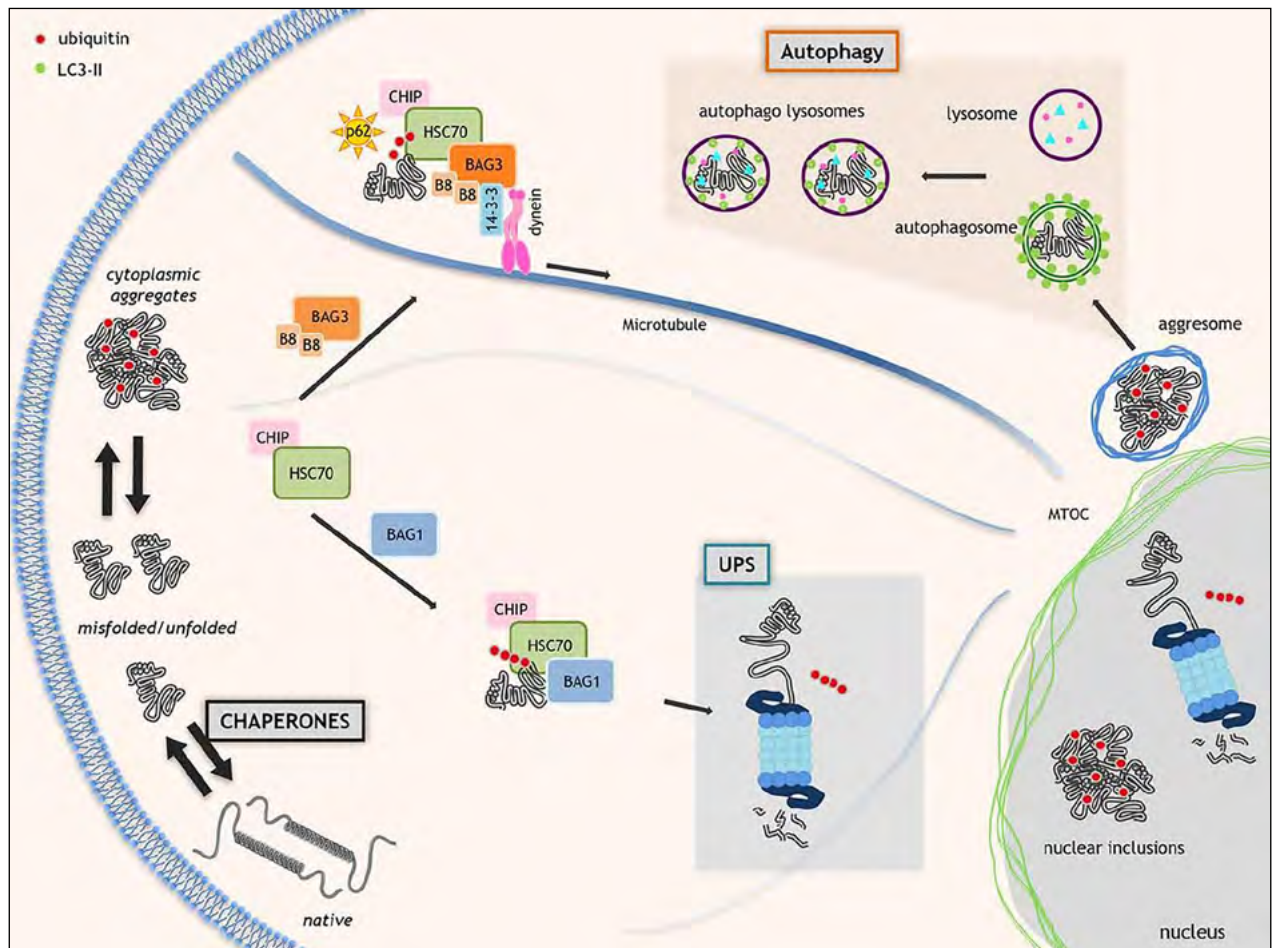 ubiquitin
LC3-II
Autophagy
autophago lysosomes
lysosome
autophagosome
CHIP
p62
HSC70
BAG3
B8
B8
14-3-3
dynein
cytoplasmic
aggregates
BAG3
B8
B8
Microtubule
aggresome
CHIP
HSC70
BAG1
MTOC
UPS
misfolded/unfolded
CHIP
HSC70
BAG1
CHAPERONES
native
nuclear inclusions
nucleus